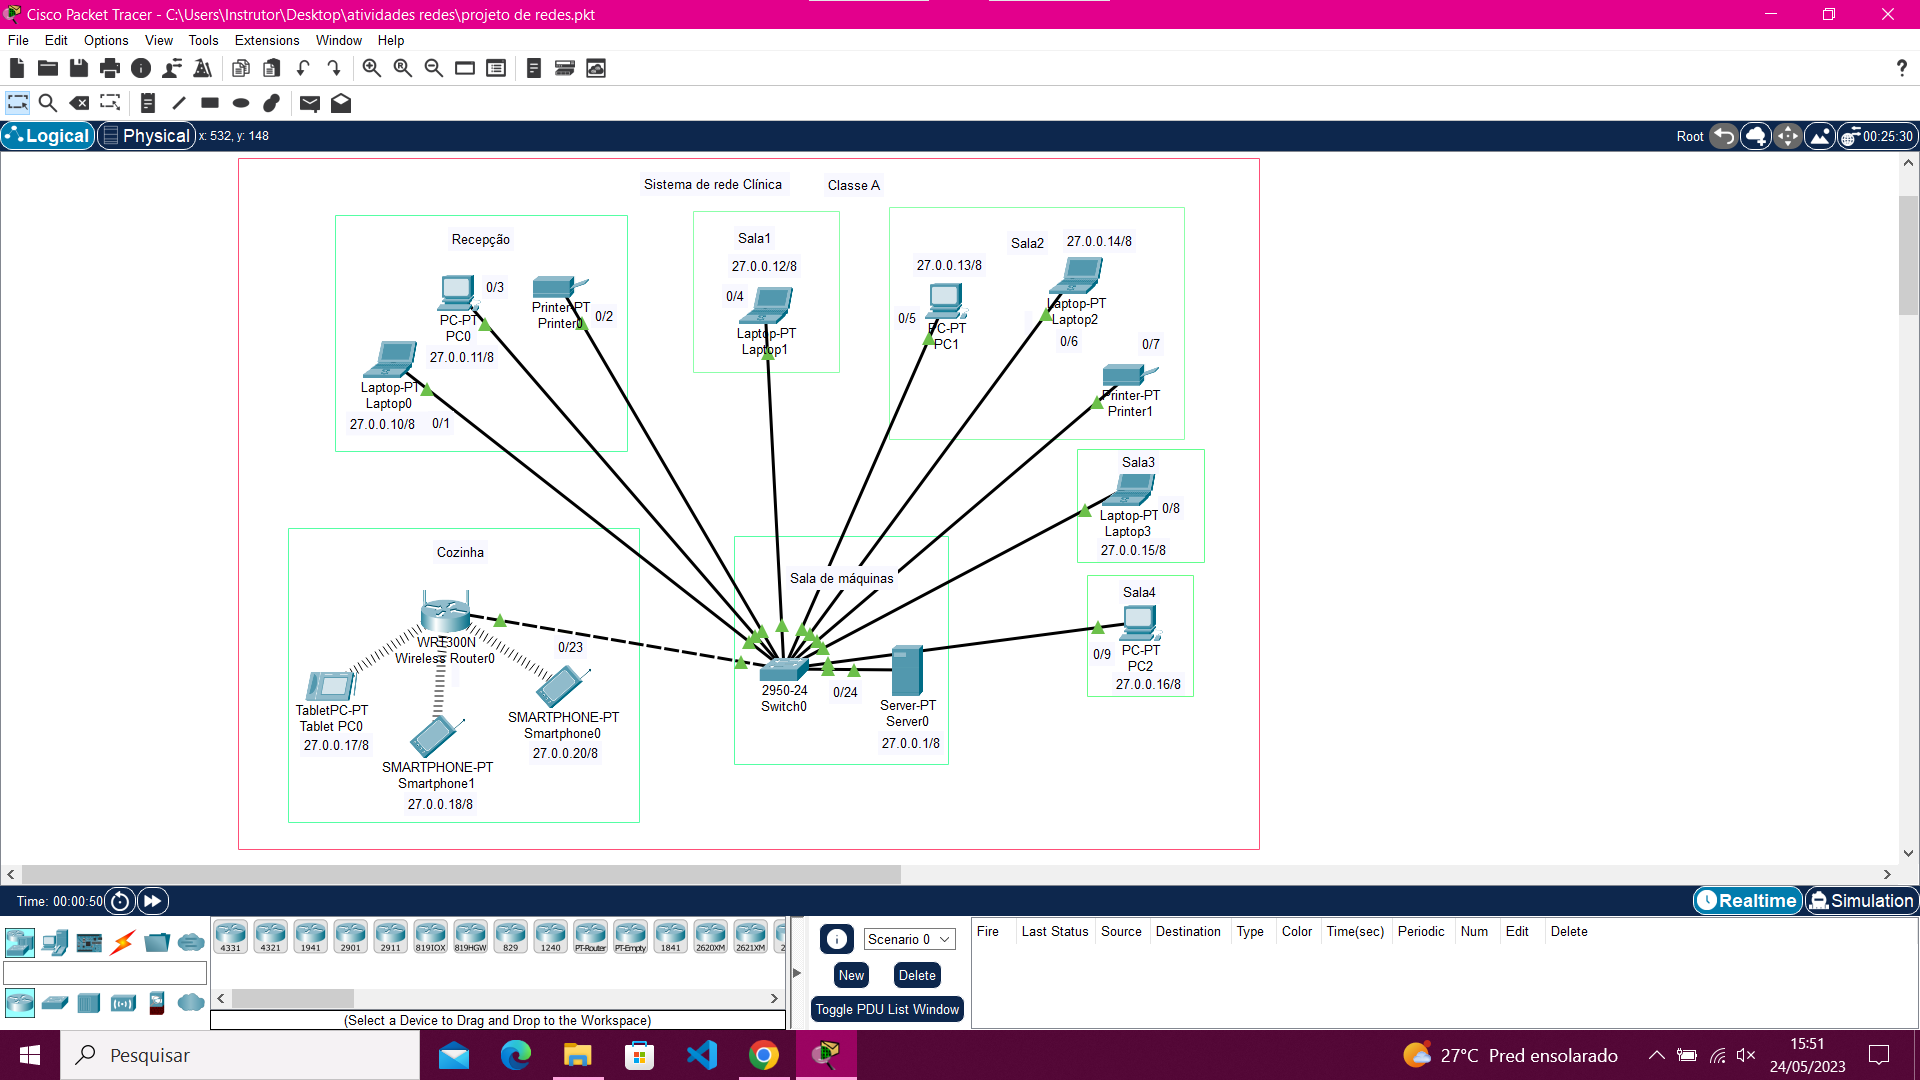 Cisco Packet Tracer - C:\Users\Instrutor\Desktop\atividades redes\projeto de redes.pkt
File Edit Options View Tools Extensions Window Help
Logical Physical x: 532, y: 148 Root 00:25:30
Sistema de rede Clínica Classe A
Recepção
0/3
PC-PT
PC0
27.0.0.11/8
Printer-PT
Printer0
0/2
Laptop-PT
Laptop0
27.0.0.10/8 0/1
Sala1
27.0.0.12/8
0/4
Laptop-PT
Laptop1
Sala2 27.0.0.14/8
27.0.0.13/8
0/5
PC-PT
PC1
Laptop-PT
Laptop2
0/6
0/7
Printer-PT
Printer1
Sala3
0/8
Laptop-PT
Laptop3
27.0.0.15/8
Sala4
0/9
PC-PT
PC2
27.0.0.16/8
Cozinha
WRT300N
Wireless Router0
0/23
TabletPC-PT
Tablet PC0
27.0.0.17/8
SMARTPHONE-PT
Smartphone1
27.0.0.18/8
SMARTPHONE-PT
Smartphone0
27.0.0.20/8
Sala de máquinas
2950-24
Switch0
0/24
Server-PT
Server0
27.0.0.1/8
Time: 00:00:50 Realtime Simulation
4331 4321 1941 2901 2911 819IOX 819HGW 829 1240 PT-Router PT-Empty 1841 2620XM 2621XM 2
(Select a Device to Drag and Drop to the Workspace)
Scenario 0
New Delete
Toggle PDU List Window
Fire Last Status Source Destination Type Color Time(sec) Periodic Num Edit Delete
Pesquisar
27°C Pred ensolarado
15:51
24/05/2023